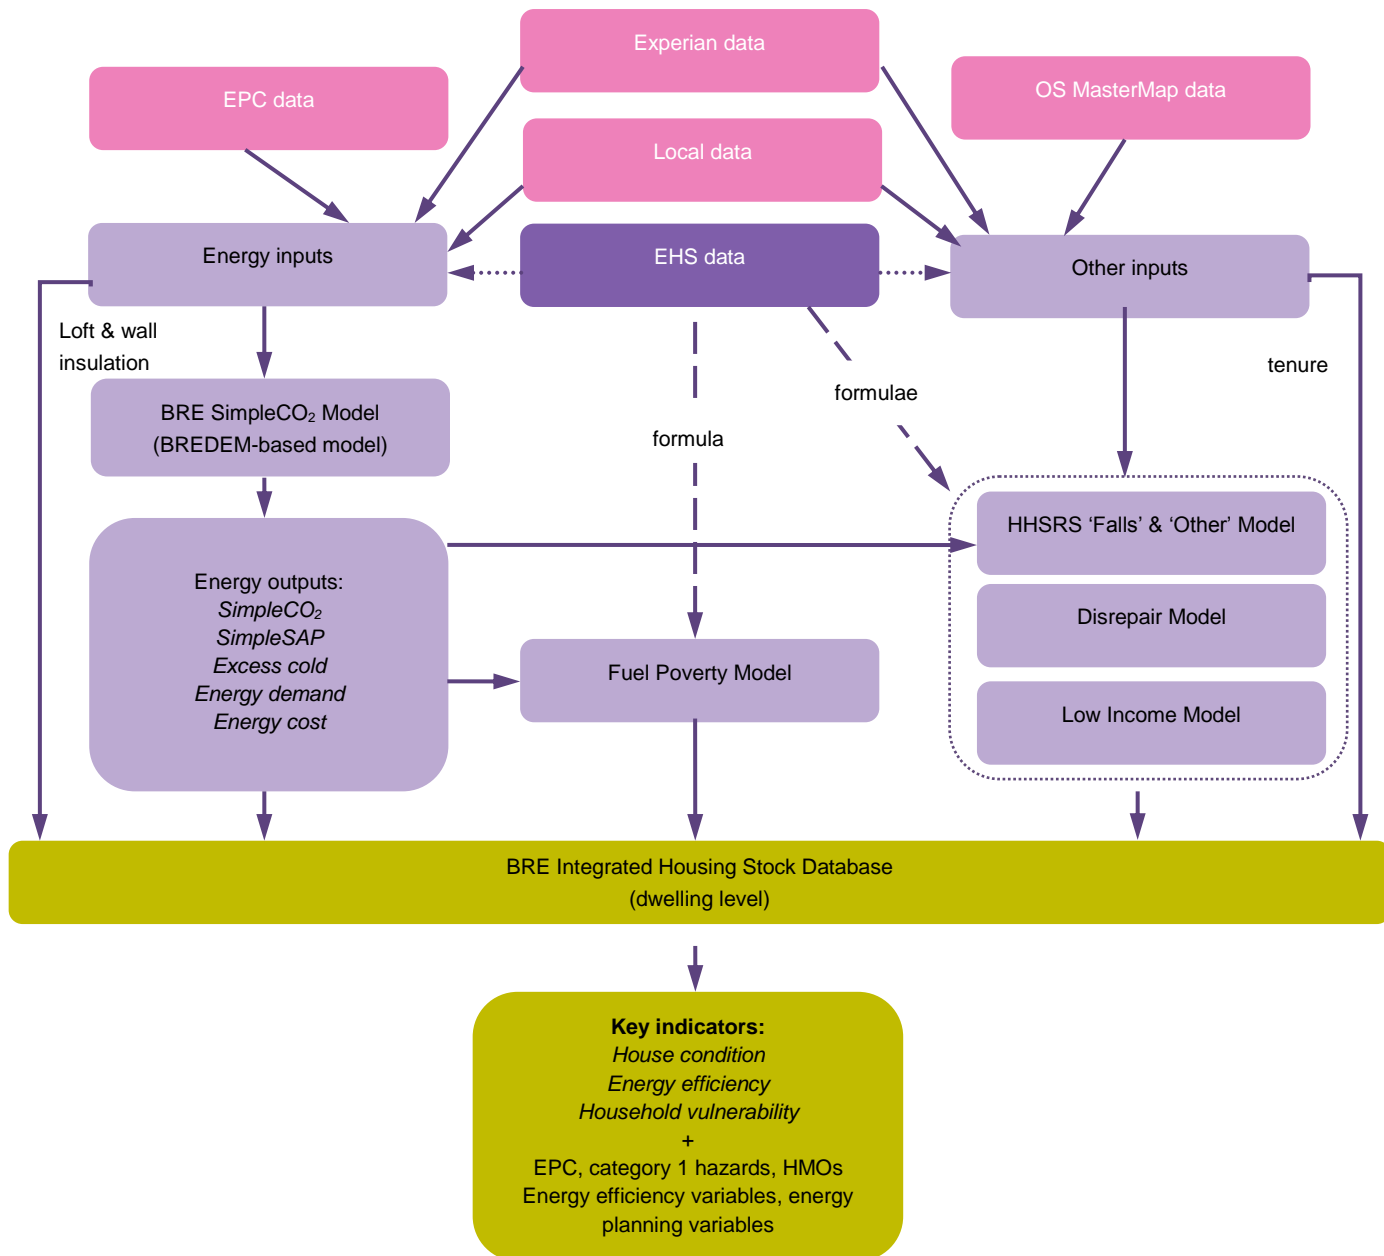 Experian data
EPC data
OS MasterMap data
Local data
Energy inputs
EHS data
Other inputs
Loft & wall
insulation
tenure
formulae
BRE SimpleCO₂ Model
(BREDEM-based model)
formula
HHSRS ‘Falls’ & ‘Other’ Model
Energy outputs:
SimpleCO₂
SimpleSAP
Excess cold
Energy demand
Energy cost
Disrepair Model
Fuel Poverty Model
Low Income Model
BRE Integrated Housing Stock Database
(dwelling level)
Key indicators:
House condition
Energy efficiency
Household vulnerability
+
EPC, category 1 hazards, HMOs
Energy efficiency variables, energy
planning variables